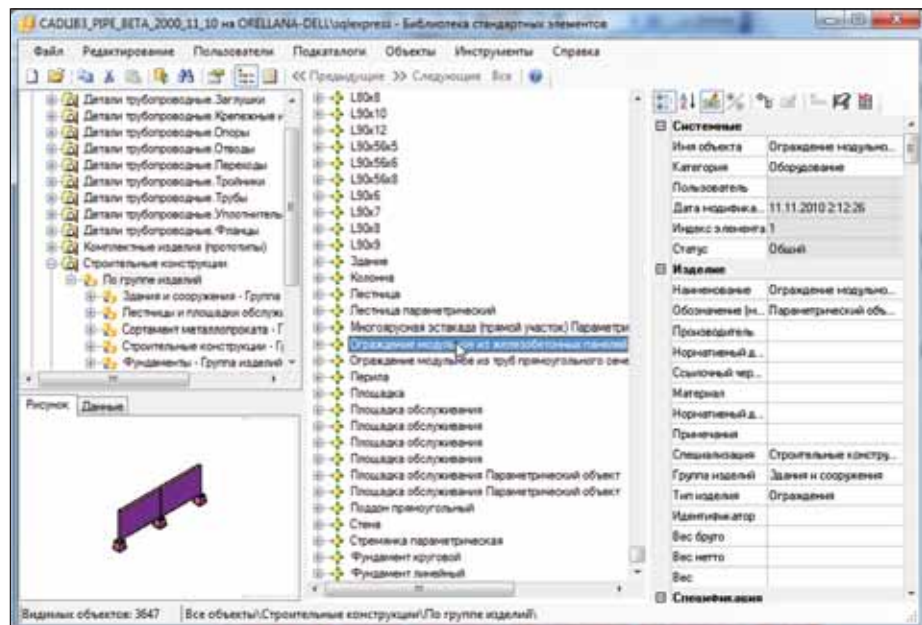 CADLIB3_PIPE_BETA_2000_11_10 на ORELLANA-DELL\sqlexpress - Библиотека стандартных элементов
Файл Редактирование Пользователи Подкаталоги Объекты Инструменты Справка
<< Предыдущие >> Следующие Все
Детали трубопроводные.Заглушки
Детали трубопроводные.Крепежные и
Детали трубопроводные.Опоры
Детали трубопроводные.Отводы
Детали трубопроводные.Переходы
Детали трубопроводные.Тройники
Детали трубопроводные.Трубы
Детали трубопроводные.Уплотнитель
Детали трубопроводные.Фланцы
Комплектные изделия (прототипы)
Строительные конструкции
По группе изделий
Здания и сооружения - Группа
Лестницы и площадки обслужи
Сортамент металлопроката - Г
Строительные конструкции - Г
Фундаменты - Группа изделий
Рисунок Данные
L80x8
L90x10
L90x12
L90x56x5
L90x56x6
L90x56x8
L90x6
L90x7
L90x8
L90x9
Здание
Колонна
Лестница
Лестница параметрический
Многоярусная эстакада (прямой участок) Параметри
Ограждение модульное из железобетонных панелей
Ограждение модульное из труб прямоугольного сече
Перила
Площадка
Площадка обслуживания
Площадка обслуживания
Площадка обслуживания
Площадка обслуживания
Площадка обслуживания Параметрический объект
Площадка обслуживания Параметрический объект
Поддон прямоугольный
Стена
Стремянка параметрическая
Фундамент круговой
Фундамент линейный
Системные
Имя объекта Ограждение модульно...
Категория Оборудование
Пользователь
Дата модифика... 11.11.2010 2:12:26
Индекс элемента 1
Статус Общий
Изделие
Наименование Ограждение модульно...
Обозначение (м... Параметрический объ...
Производитель
Нормативный д...
Ссылочный чер...
Материал
Нормативный д...
Примечания
Специализация Строительные констру...
Группа изделий Здания и сооружения
Тип изделия Ограждения
Идентификатор
Вес брутто
Вес нетто
Вес
Спецификация
Видимых объектов: 3647 Все объекты\Строительные конструкции\По группе изделий\